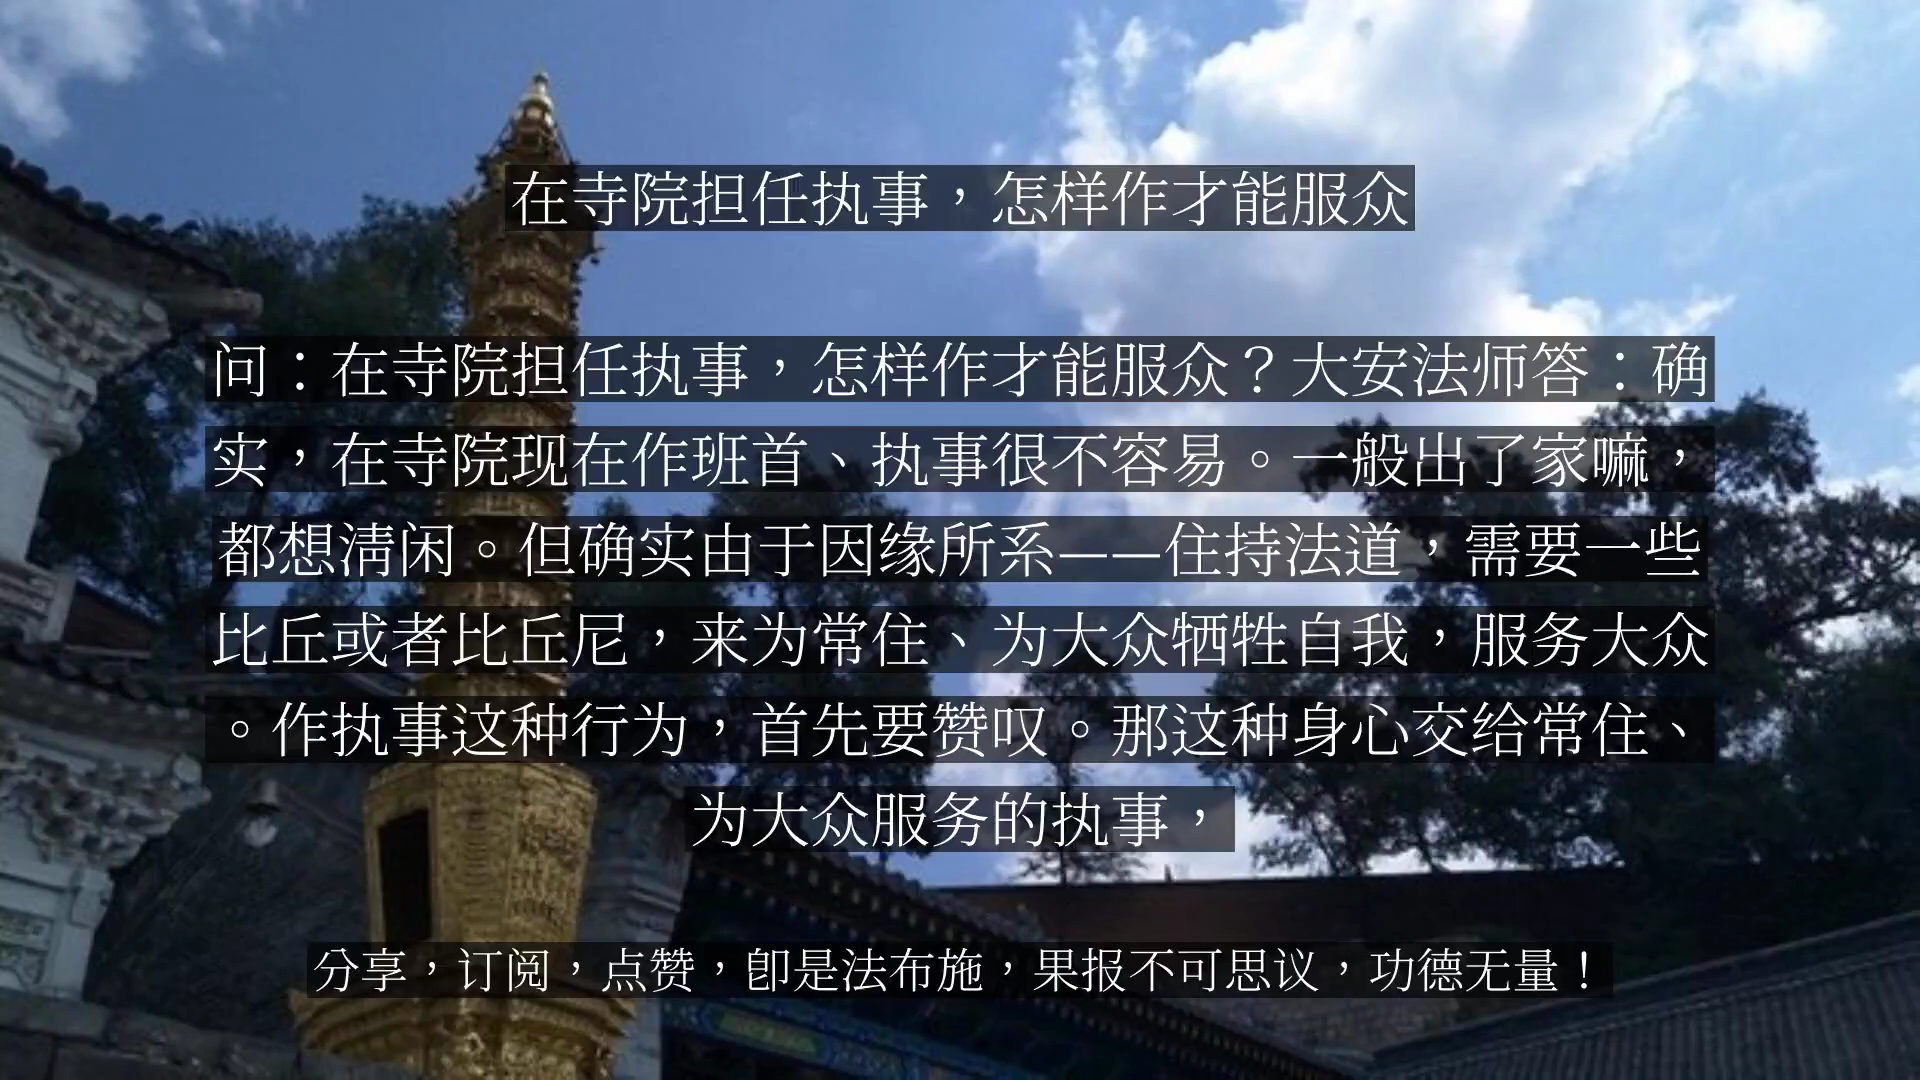 在寺院担任执事，怎样作才能服众
问：在寺院担任执事，怎样作才能服众？大安法师答：确
实，在寺院现在作班首、执事很不容易。一般出了家嘛，
都想清闲。但确实由于因缘所系——住持法道，需要一些
比丘或者比丘尼，来为常住、为大众牺牲自我，服务大众
。作执事这种行为，首先要赞叹。那这种身心交给常住、
为大众服务的执事，
分享，订阅，点赞，即是法布施，果报不可思议，功德无量！